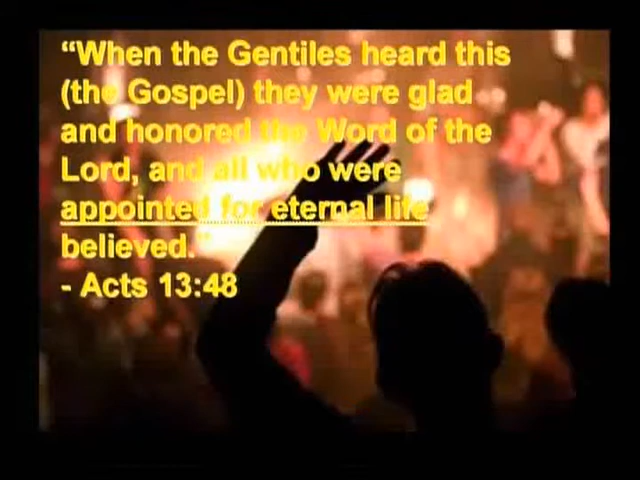 “When the Gentiles heard this
(the Gospel) they were glad
and honored the Word of the
Lord, and all who were
appointed for eternal life
believed.”
- Acts 13:48